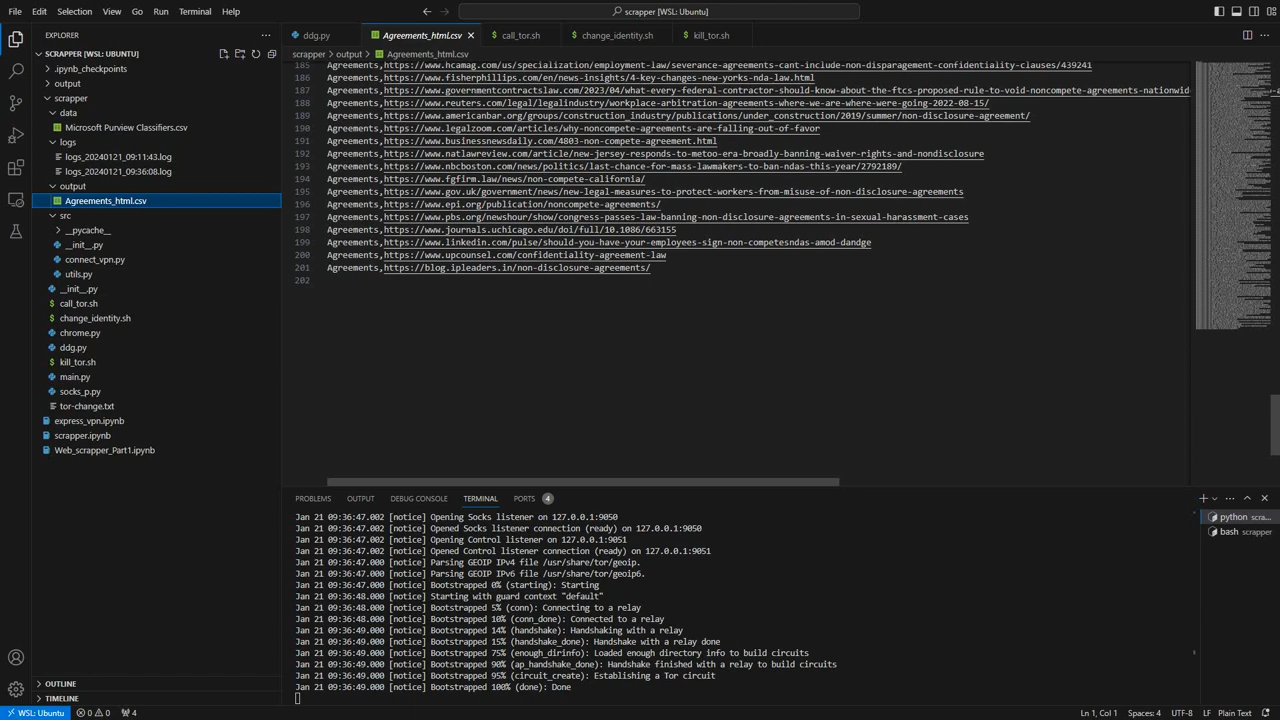 File Edit Selection View Go Run Terminal Help
scrapper [WSL: Ubuntu]
EXPLORER
SCRAPPER [WSL: UBUNTU]
.ipynb_checkpoints
output
scrapper
data
Microsoft Purview Classifiers.csv
logs
logs_20240121_09:11:43.log
logs_20240121_09:36:08.log
output
Agreements_html.csv
src
__pycache__
__init__.py
connect_vpn.py
utils.py
__init__.py
call_tor.sh
change_identity.sh
chrome.py
ddg.py
kill_tor.sh
main.py
socks_p.py
tor-change.txt
express_vpn.ipynb
scrapper.ipynb
Web_scrapper_Part1.ipynb
OUTLINE
TIMELINE
ddg.py Agreements_html.csv call_tor.sh change_identity.sh kill_tor.sh
scrapper > output > Agreements_html.csv
185 Agreements,https://www.hcamag.com/us/specialization/employment-law/severance-agreements-cant-include-non-disparagement-confidentiality-clauses/439241
186 Agreements,https://www.fisherphillips.com/en/news-insights/4-key-changes-new-yorks-nda-law.html
187 Agreements,https://www.governmentcontractslaw.com/2023/04/what-every-federal-contractor-should-know-about-the-ftcs-proposed-rule-to-void-noncompete-agreements-nationwid
188 Agreements,https://www.reuters.com/legal/legalindustry/workplace-arbitration-agreements-where-we-are-where-were-going-2022-08-15/
189 Agreements,https://www.americanbar.org/groups/construction_industry/publications/under_construction/2019/summer/non-disclosure-agreement/
190 Agreements,https://www.legalzoom.com/articles/why-noncompete-agreements-are-falling-out-of-favor
191 Agreements,https://www.businessnewsdaily.com/4803-non-compete-agreement.html
192 Agreements,https://www.natlawreview.com/article/new-jersey-responds-to-metoo-era-broadly-banning-waiver-rights-and-nondisclosure
193 Agreements,https://www.nbcboston.com/news/politics/last-chance-for-mass-lawmakers-to-ban-ndas-this-year/2792189/
194 Agreements,https://www.fgfirm.law/news/non-compete-california/
195 Agreements,https://www.gov.uk/government/news/new-legal-measures-to-protect-workers-from-misuse-of-non-disclosure-agreements
196 Agreements,https://www.epi.org/publication/noncompete-agreements/
197 Agreements,https://www.pbs.org/newshour/show/congress-passes-law-banning-non-disclosure-agreements-in-sexual-harassment-cases
198 Agreements,https://www.journals.uchicago.edu/doi/full/10.1086/663155
199 Agreements,https://www.linkedin.com/pulse/should-you-have-your-employees-sign-non-competesndas-amod-dandge
200 Agreements,https://www.upcounsel.com/confidentiality-agreement-law
201 Agreements,https://blog.ipleaders.in/non-disclosure-agreements/
202
PROBLEMS OUTPUT DEBUG CONSOLE TERMINAL PORTS 4
Jan 21 09:36:47.002 [notice] Opening Socks listener on 127.0.0.1:9050
Jan 21 09:36:47.002 [notice] Opened Socks listener connection (ready) on 127.0.0.1:9050
Jan 21 09:36:47.002 [notice] Opening Control listener on 127.0.0.1:9051
Jan 21 09:36:47.002 [notice] Opened Control listener connection (ready) on 127.0.0.1:9051
Jan 21 09:36:47.000 [notice] Parsing GEOIP IPv4 file /usr/share/tor/geoip.
Jan 21 09:36:47.000 [notice] Parsing GEOIP IPv6 file /usr/share/tor/geoip6.
Jan 21 09:36:47.000 [notice] Bootstrapped 0% (starting): Starting
Jan 21 09:36:48.000 [notice] Starting with guard context "default"
Jan 21 09:36:48.000 [notice] Bootstrapped 5% (conn): Connecting to a relay
Jan 21 09:36:48.000 [notice] Bootstrapped 10% (conn_done): Connected to a relay
Jan 21 09:36:49.000 [notice] Bootstrapped 14% (handshake): Handshaking with a relay
Jan 21 09:36:49.000 [notice] Bootstrapped 15% (handshake_done): Handshake with a relay done
Jan 21 09:36:49.000 [notice] Bootstrapped 75% (enough_dirinfo): Loaded enough directory info to build circuits
Jan 21 09:36:49.000 [notice] Bootstrapped 90% (ap_handshake_done): Handshake finished with a relay to build circuits
Jan 21 09:36:49.000 [notice] Bootstrapped 95% (circuit_create): Establishing a Tor circuit
Jan 21 09:36:49.000 [notice] Bootstrapped 100% (done): Done
python scra...
bash scrapper
WSL: Ubuntu 0 0 4 Ln 1, Col 1 Spaces: 4 UTF-8 LF Plain Text